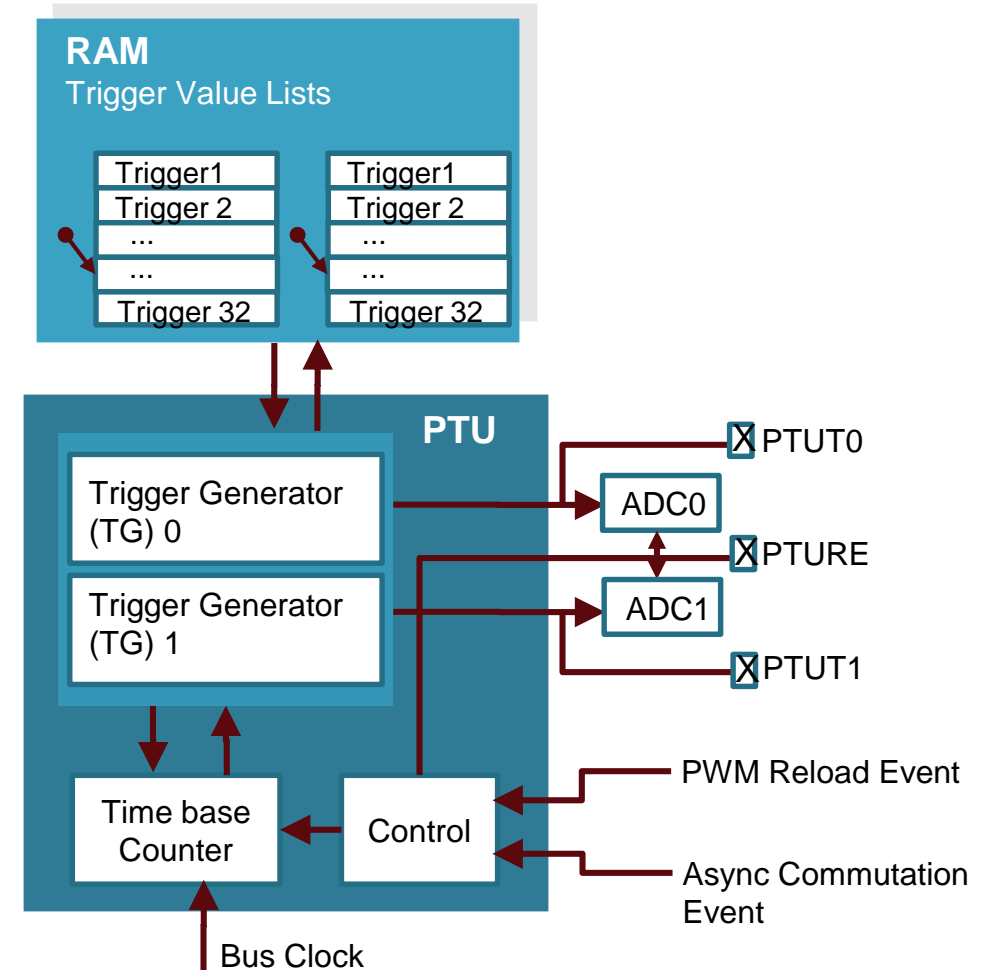 RAM
Trigger Value Lists
Trigger1
Trigger 2
...
...
Trigger 32
Trigger1
Trigger 2
...
...
Trigger 32
PTU
Trigger Generator
(TG) 0
Trigger Generator
(TG) 1
X PTUT0
ADC0
X PTURE
ADC1
X PTUT1
Time base
Counter
Control
PWM Reload Event
Async Commutation
Event
Bus Clock